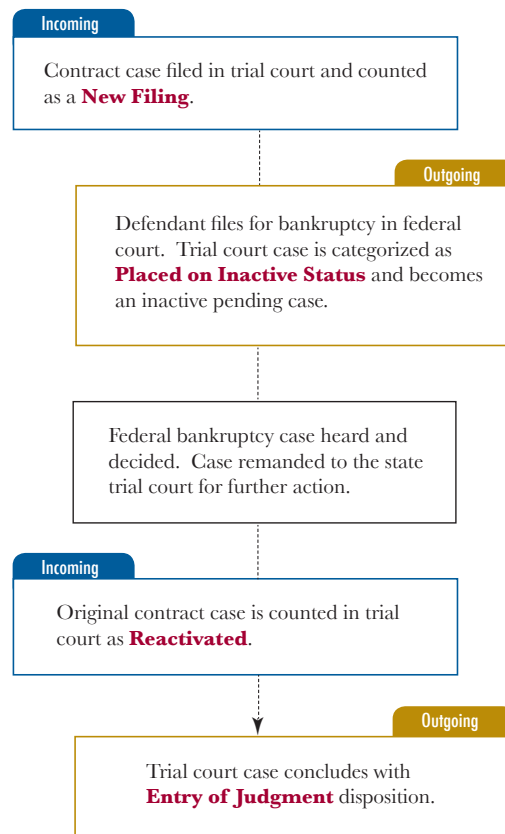 Incoming
Contract case filed in trial court and counted
as a New Filing.
Outgoing
Defendant files for bankruptcy in federal
court. Trial court case is categorized as
Placed on Inactive Status and becomes
an inactive pending case.
Federal bankruptcy case heard and
decided. Case remanded to the state
trial court for further action.
Incoming
Original contract case is counted in trial
court as Reactivated.
Outgoing
Trial court case concludes with
Entry of Judgment disposition.